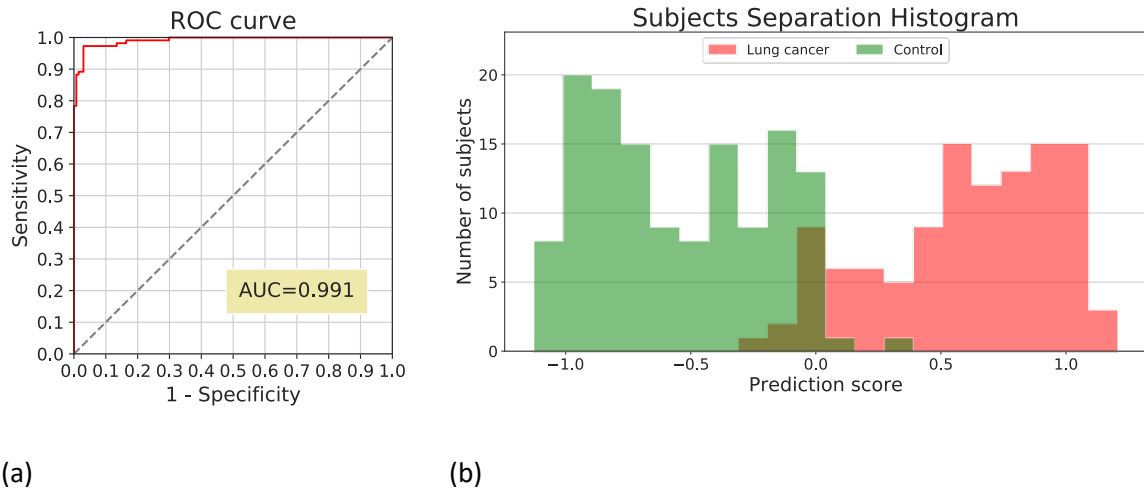 ROC curve
1.0
0.9
0.8
0.7
0.6
0.5
0.4
0.3
0.2
0.1
0.0
Sensitivity
AUC=0.991
0.0 0.1 0.2 0.3 0.4 0.5 0.6 0.7 0.8 0.9 1.0
1 - Specificity
(a)
Subjects Separation Histogram
Lung cancer Control
20
15
10
5
0
Number of subjects
−1.0 −0.5 0.0 0.5 1.0
Prediction score
(b)